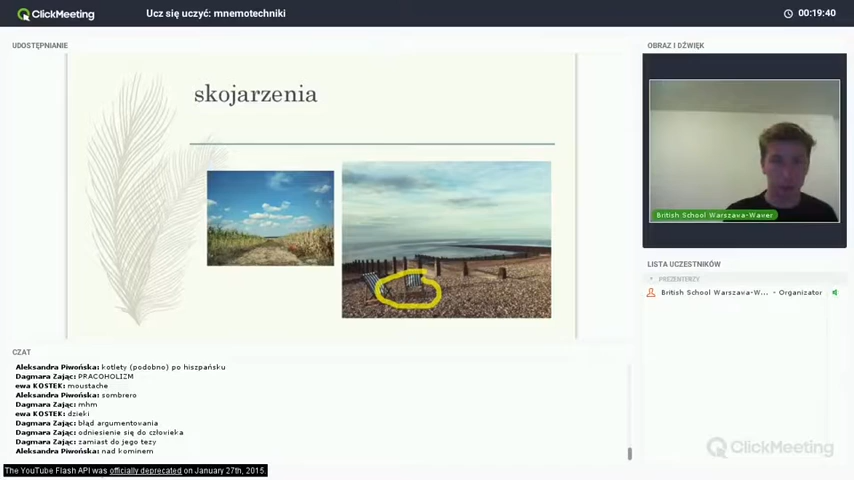 ClickMeeting
Ucz się uczyć: mnemotechniki
00:19:40
UDOSTĘPNIANIE
OBRAZ I DŹWIĘK
skojarzenia
British School Warszawa-Wawer
LISTA UCZESTNIKÓW
PREZENTERZY
British School Warszawa-W... - Organizator
CZAT
Aleksandra Piwońska: kotlety (podobno) po hiszpańsku
Dagmara Zając: PRACOHOLIZM
ewa KOSTEK: moustache
Aleksandra Piwońska: sombrero
Dagmara Zając: mhm
ewa KOSTEK: dzieki
Dagmara Zając: błąd argumentowania
Dagmara Zając: odniesienie się do człowieka
Dagmara Zając: zamiast do jego tezy
Aleksandra Piwońska: nad kominem
ClickMeeting
The YouTube Flash API was officially deprecated on January 27th, 2015.